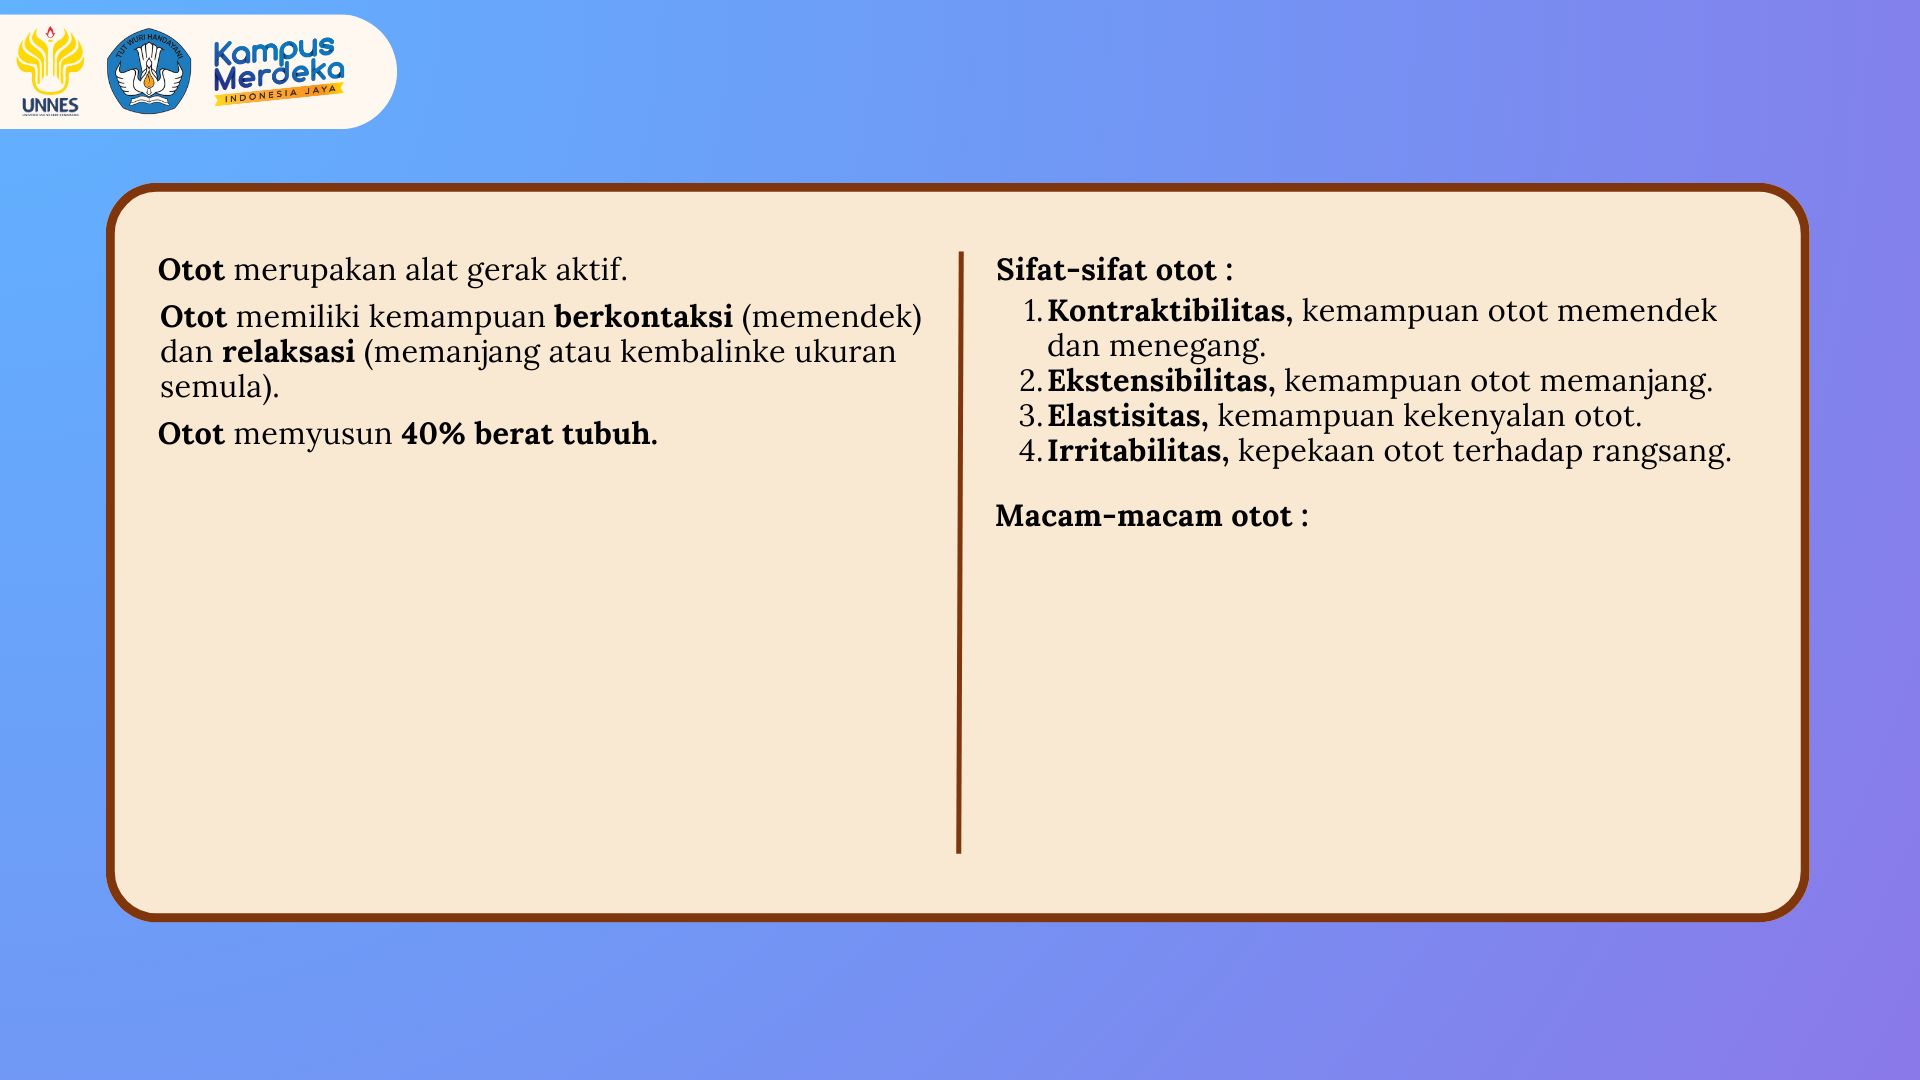 UNNES
TUT WURI HANDAYANI
Kampus
Merdeka
INDONESIA JAYA
Otot merupakan alat gerak aktif.
Otot memiliki kemampuan berkontaksi (memendek)
dan relaksasi (memanjang atau kembalinke ukuran
semula).
Otot memyusun 40% berat tubuh.
Sifat-sifat otot :
1. Kontraktibilitas, kemampuan otot memendek
dan menegang.
2. Ekstensibilitas, kemampuan otot memanjang.
3. Elastisitas, kemampuan kekenyalan otot.
4. Irritabilitas, kepekaan otot terhadap rangsang.
Macam-macam otot :